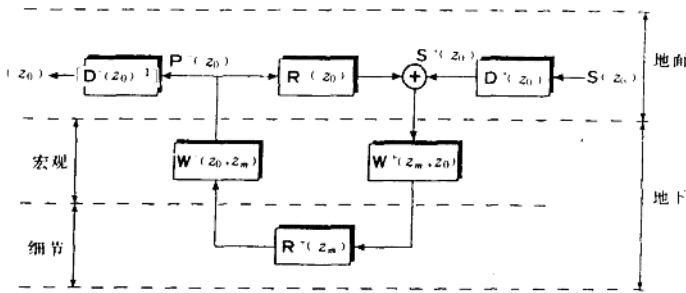 P⁻(z₀) S⁺(z₀)
(z₀) D⁻(z₀) R⁻(z₀) + D⁺(z₀) S(z₀) 地面
宏观 W⁻(z₀,zₘ) W⁺(zₘ,z₀) 地下
细节 R⁺(zₘ)